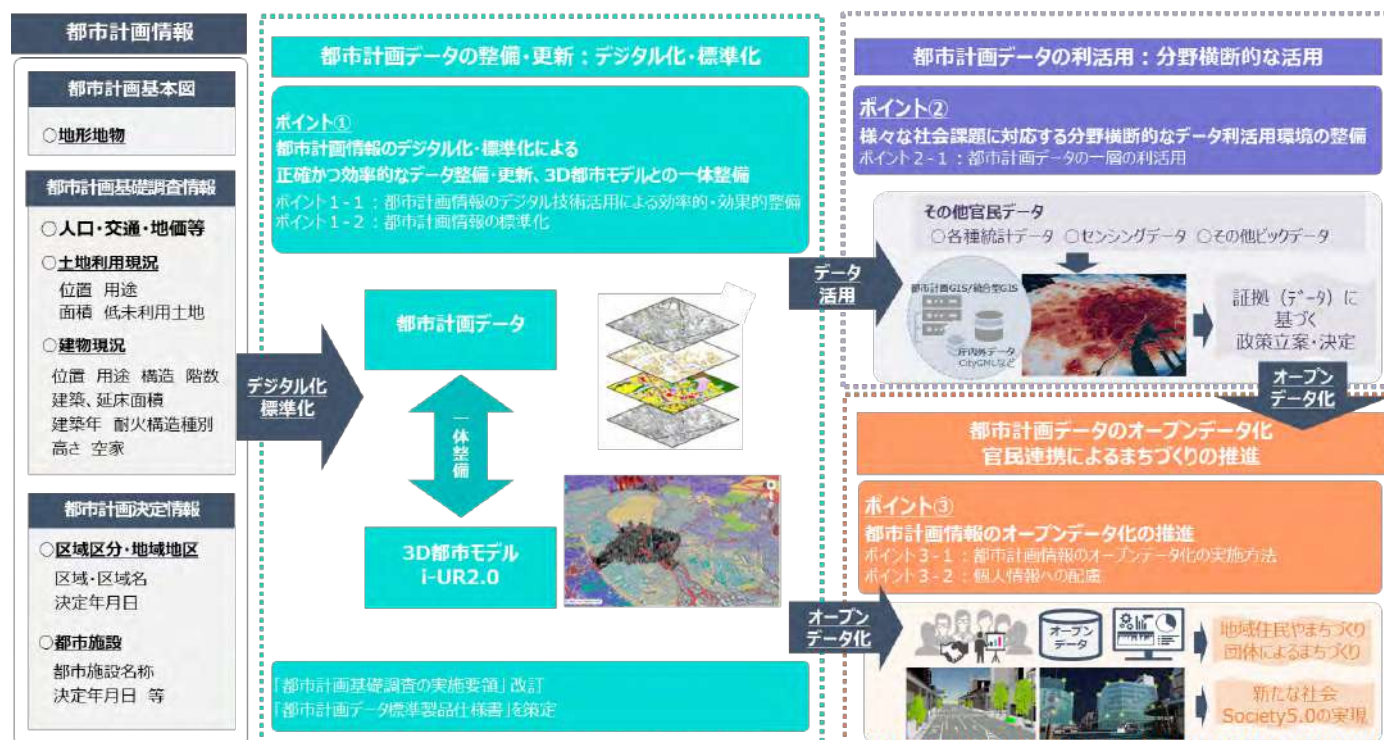 都市計画情報
都市計画基本図
○地形地物
都市計画基礎調査情報
○人口・交通・地価等
○土地利用現況
位置 用途
面積 低未利用土地
○建物現況
位置 用途 構造 階数
建築、延床面積
建築年 耐火構造種別
高さ 空家
都市計画決定情報
○区域区分・地域地区
区域・区域名
決定年月日
○都市施設
都市施設名称
決定年月日 等
デジタル化
標準化
都市計画データの整備・更新：デジタル化・標準化
ポイント①
都市計画情報のデジタル化・標準化による
正確かつ効率的なデータ整備・更新、3D都市モデルとの一体整備
ポイント1-1：都市計画情報のデジタル技術活用による効率的・効果的整備
ポイント1-2：都市計画情報の標準化
都市計画データ
一体整備
3D都市モデル
i-UR2.0
「都市計画基礎調査の実施要領」改訂
「都市計画データ標準製品仕様書」を策定
データ
活用
オープン
データ化
都市計画データの利活用：分野横断的な活用
ポイント②
様々な社会課題に対応する分野横断的なデータ利活用環境の整備
ポイント2-1：都市計画データの一層の利活用
その他官民データ
○各種統計データ ○センシングデータ ○その他ビックデータ
都市計画GIS/統合型GIS
庁内外データ
CityGMLなど
証拠（データ）に
基づく
政策立案・決定
オープン
データ化
都市計画データのオープンデータ化
官民連携によるまちづくりの推進
ポイント③
都市計画情報のオープンデータ化の推進
ポイント3-1：都市計画情報のオープンデータ化の実施方法
ポイント3-2：個人情報への配慮
オープン
データ
地域住民やまちづくり
団体によるまちづくり
新たな社会
Society5.0の実現